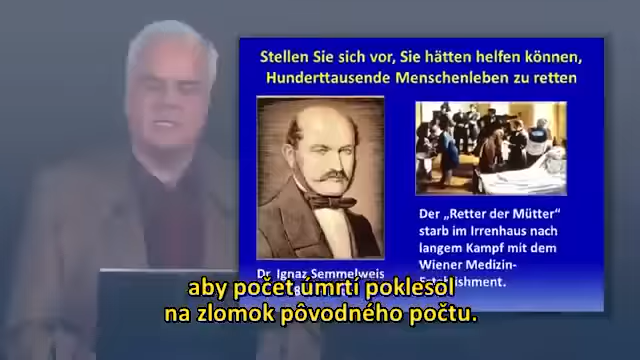 Stellen Sie sich vor, Sie hätten helfen können,
Hunderttausende Menschenleben zu retten
Der „Retter der Mütter“
starb im Irrenhaus nach
langem Kampf mit dem
Wiener Medizin-
Dr. Ignaz Semmelweis
aby počet úmrtí poklesol
na zlomok pôvodného počtu.